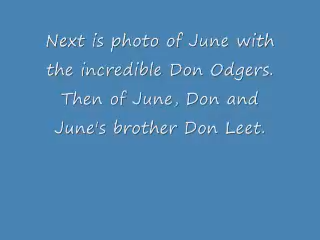 Next is photo of June with
the incredible Don Odgers.
Then of June, Don and
June's brother Don Leet.